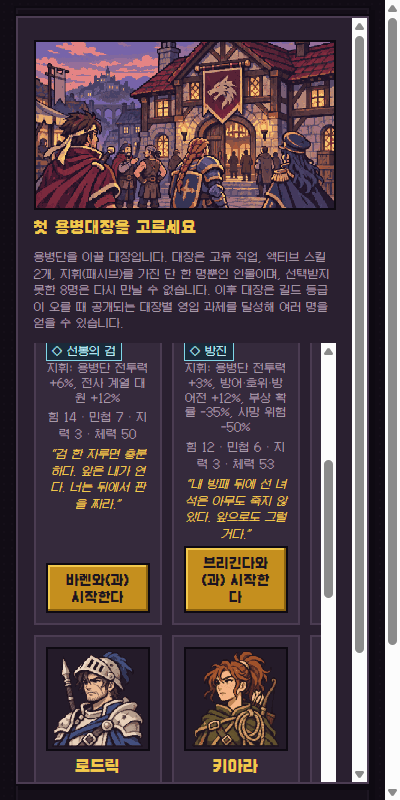 첫 용병대장을 고르세요
용병단을 이끌 대장입니다. 대장은 고유 직업, 액티브 스킬
2개, 지휘(패시브)를 가진 단 한 명뿐인 인물이며, 선택받지
못한 8명은 다시 만날 수 없습니다. 이후 대장은 길드 등급
이 오를 때 공개되는 대장별 영입 과제를 달성해 여러 명을
얻을 수 있습니다.
◇ 선봉의 검
지휘: 용병단 전투력
+6%, 전사 계열 대
원 +12%
힘 14 · 민첩 7 · 지
력 3 · 체력 50
“검 한 자루면 충분
하다. 앞은 내가 연
다. 너는 뒤에서 판
을 짜라.”
바렌와(과)
시작한다
◇ 방진
지휘: 용병단 전투력
+3%, 방어·호위·방
어전 +12%, 부상 확
률 -35%, 사망 위험
-50%
힘 12 · 민첩 6 · 지
력 3 · 체력 53
“내 방패 뒤에 선 녀
석은 아무도 죽지 않
았다. 앞으로도 그럴
거다.”
브리킨다와
(과) 시작한
다
로드릭
키아라